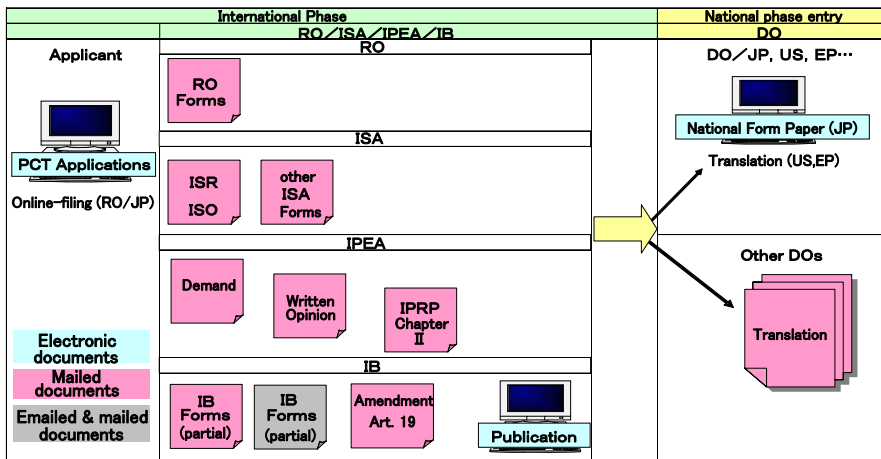 International Phase
National phase entry
RO/ISA/IPEA/IB
DO
Applicant
PCT Applications
Online-filing (RO/JP)
RO
RO
Forms
ISA
ISR
ISO
other
ISA
Forms
IPEA
Demand
Written
Opinion
IPRP
Chapter
II
IB
IB
Forms
(partial)
IB
Forms
(partial)
Amendment
Art. 19
Publication
DO/JP, US, EP…
National Form Paper (JP)
Translation (US,EP)
Other DOs
Translation
Electronic
documents
Mailed
documents
Emailed & mailed
documents